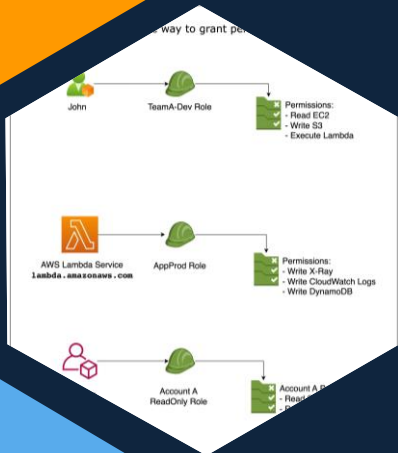 way to grant
John
TeamA-Dev Role
Permissions:
- Read EC2
- Write S3
- Execute Lambda
AWS Lambda Service
lambda.amazonaws.com
AppProd Role
Permissions:
- Write X-Ray
- Write CloudWatch Logs
- Write DynamoDB
Account A
ReadOnly Role
Account A
- Read